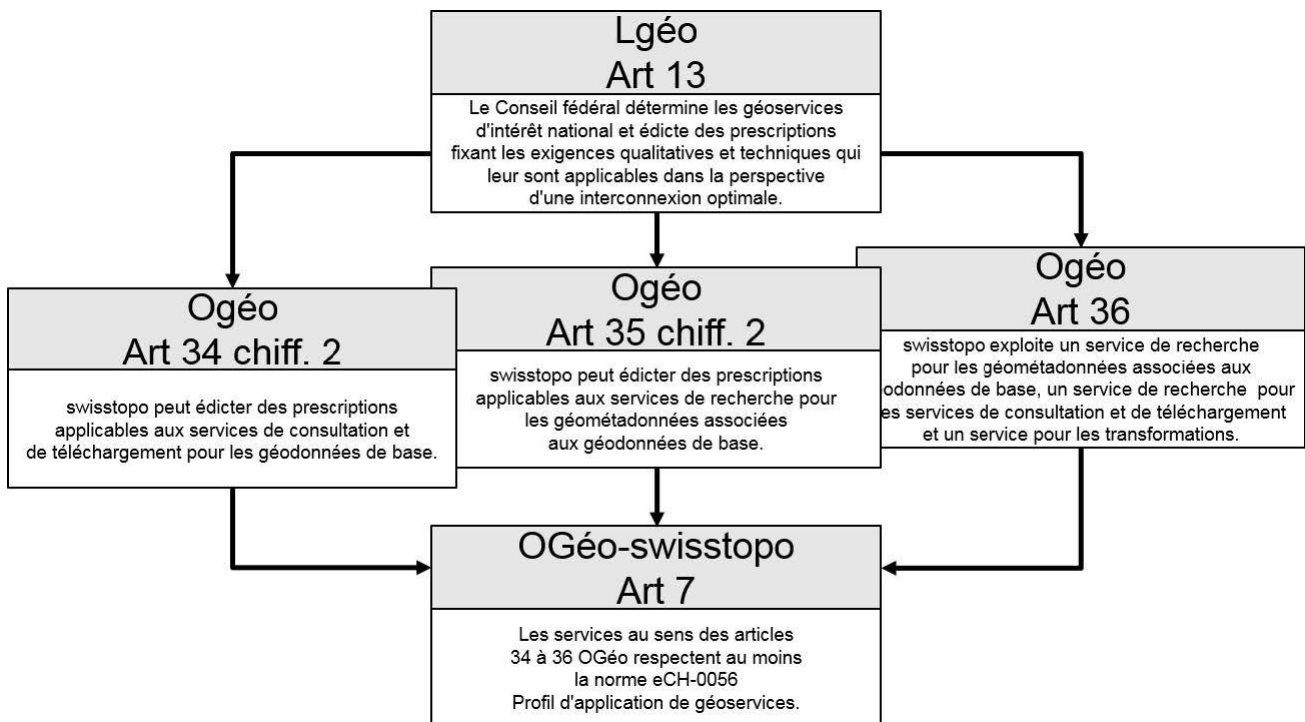 Lgéo
Art 13
Le Conseil fédéral détermine les géoservices
d'intérêt national et édicte des prescriptions
fixant les exigences qualitatives et techniques qui
leur sont applicables dans la perspective
d'une interconnexion optimale.
Ogéo
Art 34 chiff. 2
swisstopo peut édicter des prescriptions
applicables aux services de consultation et
de téléchargement pour les géodonnées de base.
Ogéo
Art 35 chiff. 2
swisstopo peut édicter des prescriptions
applicables aux services de recherche pour
les géométadonnées associées
aux géodonnées de base.
Ogéo
Art 36
swisstopo exploite un service de recherche
pour les géométadonnées associées aux
éodonnées de base, un service de recherche pour
es services de consultation et de téléchargement
et un service pour les transformations.
OGéo-swisstopo
Art 7
Les services au sens des articles
34 à 36 OGéo respectent au moins
la norme eCH-0056
Profil d'application de géoservices.